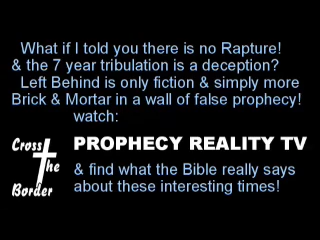 What if I told you there is no Rapture!
& the 7 year tribulation is a deception?
Left Behind is only fiction & simply more
Brick & Mortar in a wall of false prophecy!
watch:
Cross
The
Border
PROPHECY REALITY TV
& find what the Bible really says
about these interesting times!